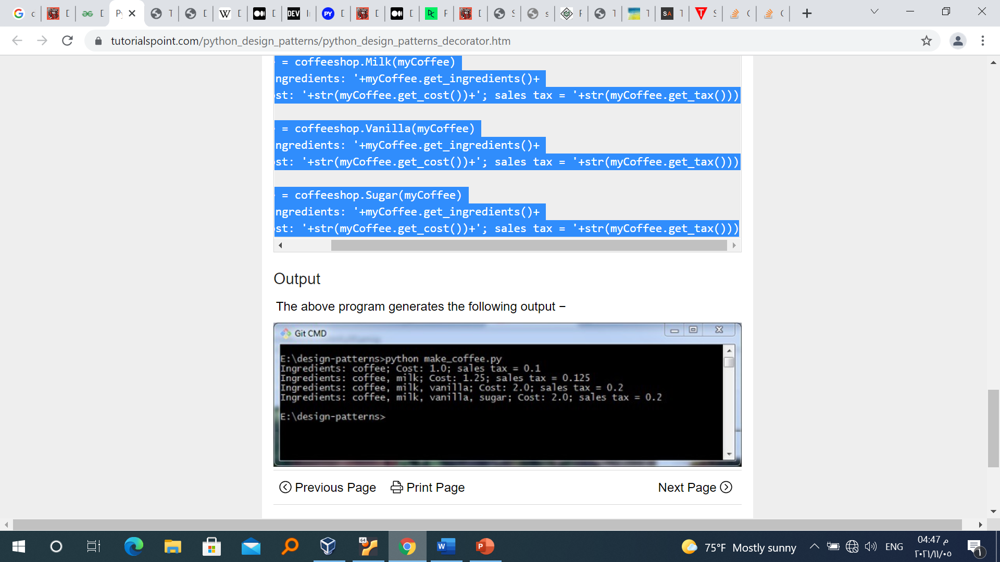 tutorialspoint.com/python_design_patterns/python_design_patterns_decorator.htm
= coffeeshop.Milk(myCoffee)
ngredients: '+myCoffee.get_ingredients()+
st: '+str(myCoffee.get_cost())+'; sales tax = '+str(myCoffee.get_tax()))
= coffeeshop.Vanilla(myCoffee)
ngredients: '+myCoffee.get_ingredients()+
st: '+str(myCoffee.get_cost())+'; sales tax = '+str(myCoffee.get_tax()))
= coffeeshop.Sugar(myCoffee)
ngredients: '+myCoffee.get_ingredients()+
st: '+str(myCoffee.get_cost())+'; sales tax = '+str(myCoffee.get_tax()))
Output
The above program generates the following output −
Git CMD
E:\design-patterns>python make_coffee.py
Ingredients: coffee; Cost: 1.0; sales tax = 0.1
Ingredients: coffee, milk; Cost: 1.25; sales tax = 0.125
Ingredients: coffee, milk, vanilla; Cost: 2.0; sales tax = 0.2
Ingredients: coffee, milk, vanilla, sugar; Cost: 2.0; sales tax = 0.2
E:\design-patterns>
Previous Page Print Page Next Page
75°F Mostly sunny ENG
04:47 م
٢٠٢١/١١/٠٥
١